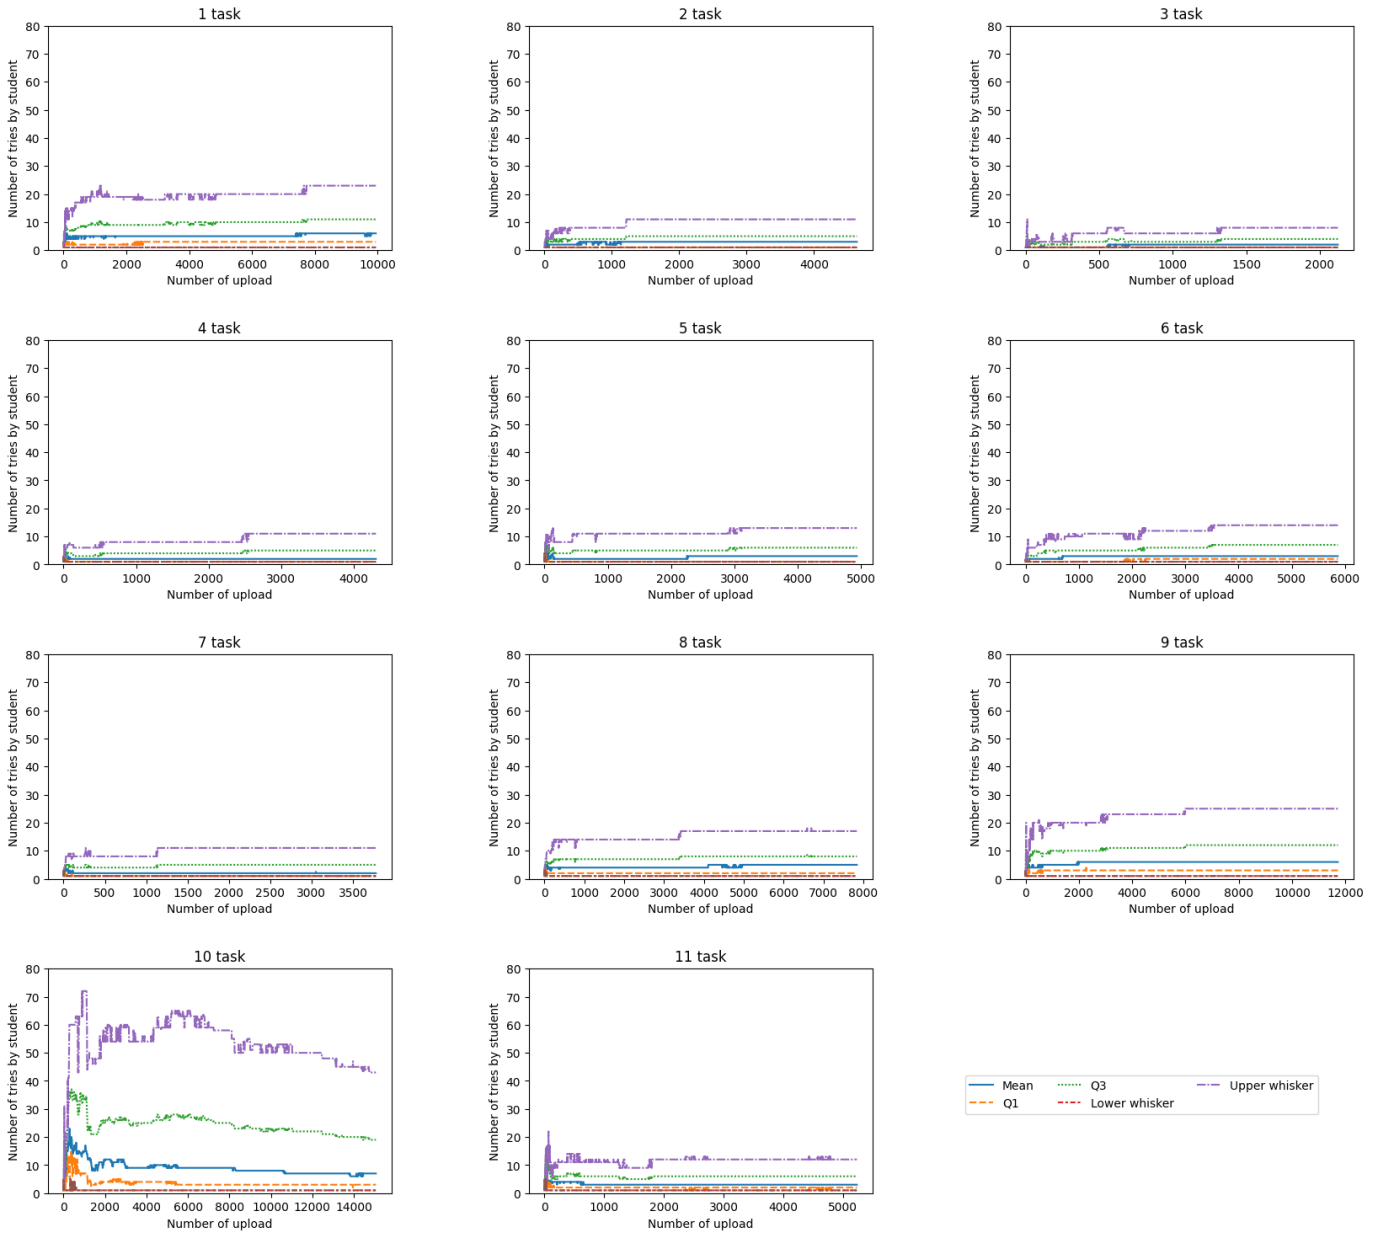 1 task
Number of tries by student
80
70
60
50
40
30
20
10
0
0 2000 4000 6000 8000 10000
Number of upload
2 task
Number of tries by student
80
70
60
50
40
30
20
10
0
0 1000 2000 3000 4000
Number of upload
3 task
Number of tries by student
80
70
60
50
40
30
20
10
0
0 500 1000 1500 2000
Number of upload
4 task
Number of tries by student
80
70
60
50
40
30
20
10
0
0 1000 2000 3000 4000
Number of upload
5 task
Number of tries by student
80
70
60
50
40
30
20
10
0
0 1000 2000 3000 4000 5000
Number of upload
6 task
Number of tries by student
80
70
60
50
40
30
20
10
0
0 1000 2000 3000 4000 5000 6000
Number of upload
7 task
Number of tries by student
80
70
60
50
40
30
20
10
0
0 500 1000 1500 2000 2500 3000 3500
Number of upload
8 task
Number of tries by student
80
70
60
50
40
30
20
10
0
0 1000 2000 3000 4000 5000 6000 7000 8000
Number of upload
9 task
Number of tries by student
80
70
60
50
40
30
20
10
0
0 2000 4000 6000 8000 10000 12000
Number of upload
10 task
Number of tries by student
80
70
60
50
40
30
20
10
0
0 2000 4000 6000 8000 10000 12000 14000
Number of upload
11 task
Number of tries by student
80
70
60
50
40
30
20
10
0
0 1000 2000 3000 4000 5000
Number of upload
Mean Q3 Upper whisker
Q1 Lower whisker